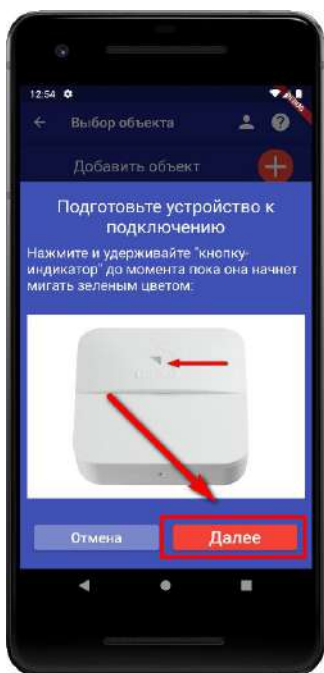 12:54
Выбор объекта
Добавить объект
Подготовьте устройство к
подключению
Нажмите и удерживайте "кнопку-
индикатор" до момента пока она начнет
мигать зеленым цветом:
Отмена
Далее